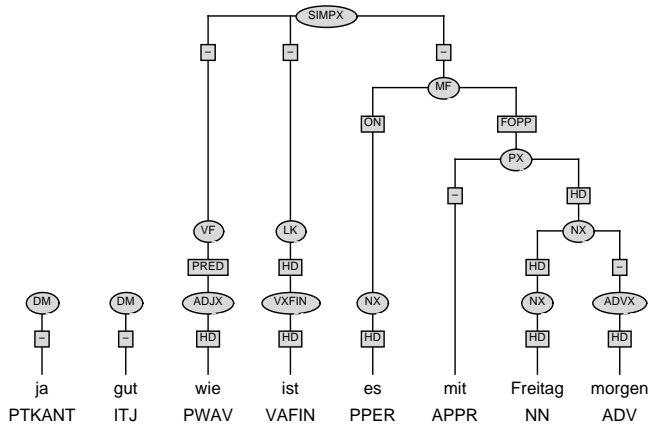 SIMPX
– – –
MF
ON FOPP
PX
– HD
VF LK NX
PRED HD HD –
DM DM ADJX VXFIN NX NX ADVX
– – HD HD HD HD HD
ja gut wie ist es mit Freitag morgen
PTKANT ITJ PWAV VAFIN PPER APPR NN ADV